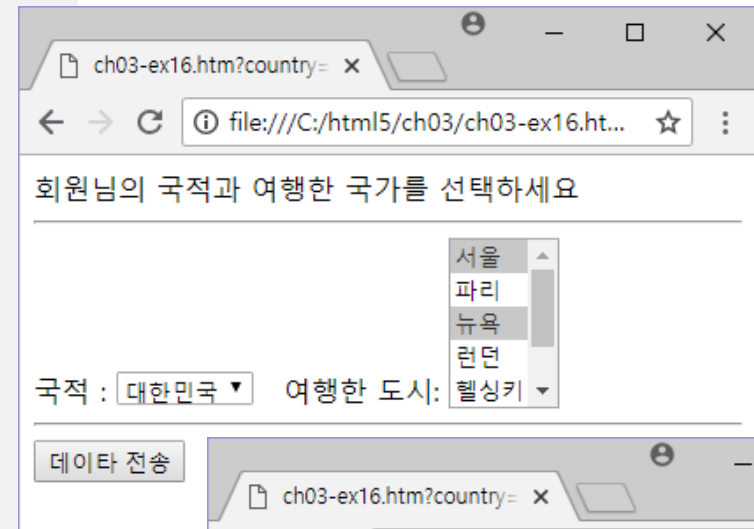 ch03-ex16.htm?country=
file:///C:/html5/ch03/ch03-ex16.ht...
회원님의 국적과 여행한 국가를 선택하세요
서울
파리
뉴욕
런던
국적 : 대한민국 여행한 도시: 헬싱키
데이타 전송
ch03-ex16.htm?country=